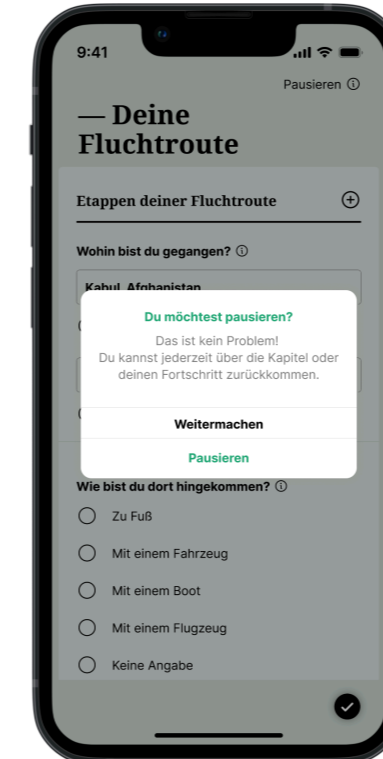 9:41
Pausieren
— Deine
Fluchtroute
Etappen deiner Fluchtroute
Wohin bist du gegangen?
Kabul, Afghanistan
Du möchtest pausieren?
Das ist kein Problem!
Du kannst jederzeit über die Kapitel oder
deinen Fortschritt zurückkommen.
Weitermachen
Pausieren
Wie bist du dort hingekommen?
Zu Fuß
Mit einem Fahrzeug
Mit einem Boot
Mit einem Flugzeug
Keine Angabe